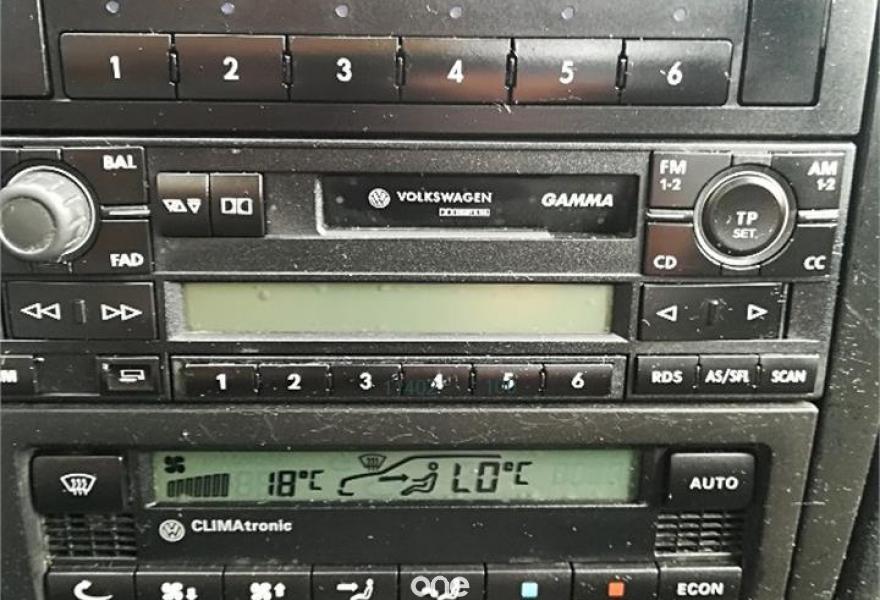 1 2 3 4 5 6
BAL
FAD
VOLKSWAGEN
GAMMA
FM
1-2
AM
1-2
TP
SET
CD
CC
1 2 3 4 5 6
RDS AS/SFL SCAN
18°C
LO°C
AUTO
CLIMAtronic
one
ECON